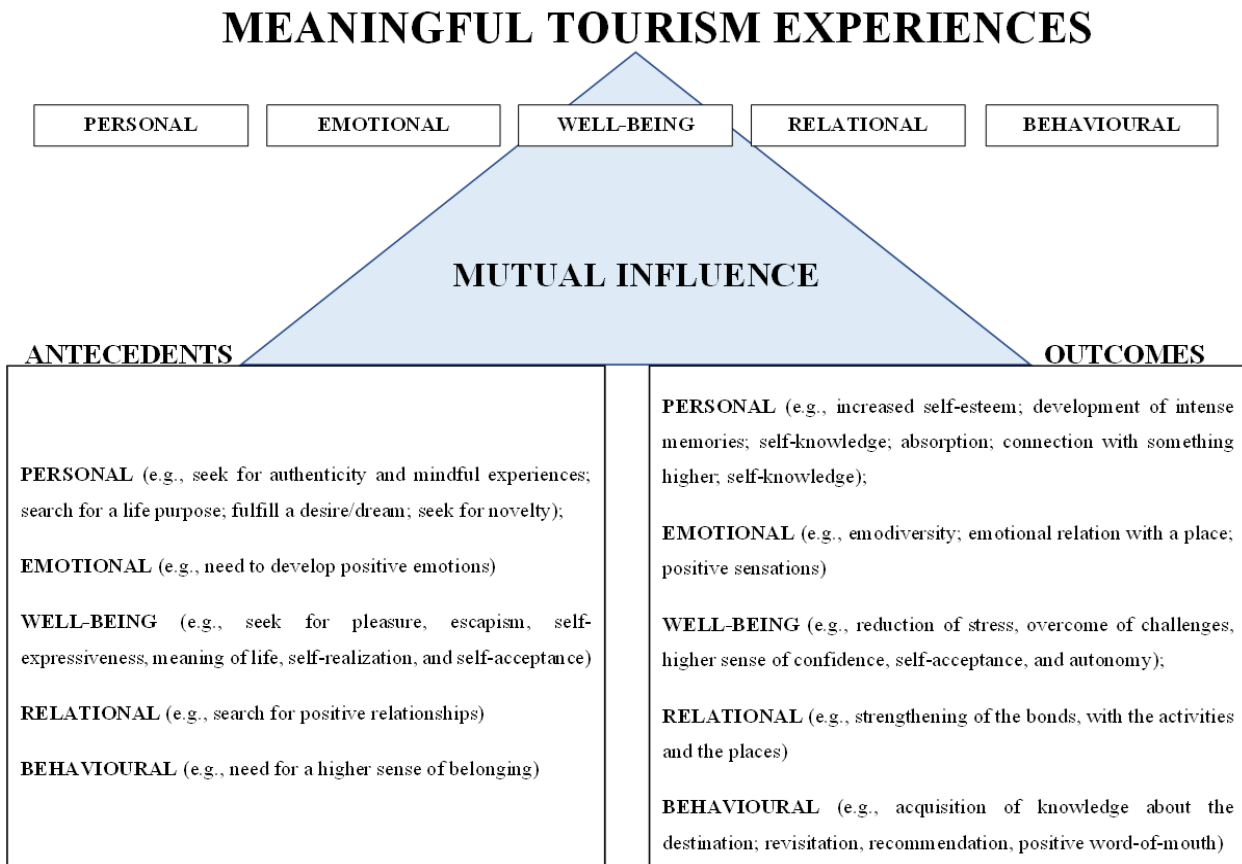 MEANINGFUL TOURISM EXPERIENCES
PERSONAL
EMOTIONAL
WELL-BEING
RELATIONAL
BEHAVIOURAL
MUTUAL INFLUENCE
ANTECEDENTS
PERSONAL (e.g., seek for authenticity and mindful experiences;
search for a life purpose; fulfill a desire/dream; seek for novelty);
EMOTIONAL (e.g., need to develop positive emotions)
WELL-BEING (e.g., seek for pleasure, escapism, self-
expressiveness, meaning of life, self-realization, and self-acceptance)
RELATIONAL (e.g., search for positive relationships)
BEHAVIOURAL (e.g., need for a higher sense of belonging)
OUTCOMES
PERSONAL (e.g., increased self-esteem; development of intense
memories; self-knowledge; absorption; connection with something
higher; self-knowledge);
EMOTIONAL (e.g., emodiversity; emotional relation with a place;
positive sensations)
WELL-BEING (e.g., reduction of stress, overcome of challenges,
higher sense of confidence, self-acceptance, and autonomy);
RELATIONAL (e.g., strengthening of the bonds, with the activities
and the places)
BEHAVIOURAL (e.g., acquisition of knowledge about the
destination; revisitation, recommendation, positive word-of-mouth)